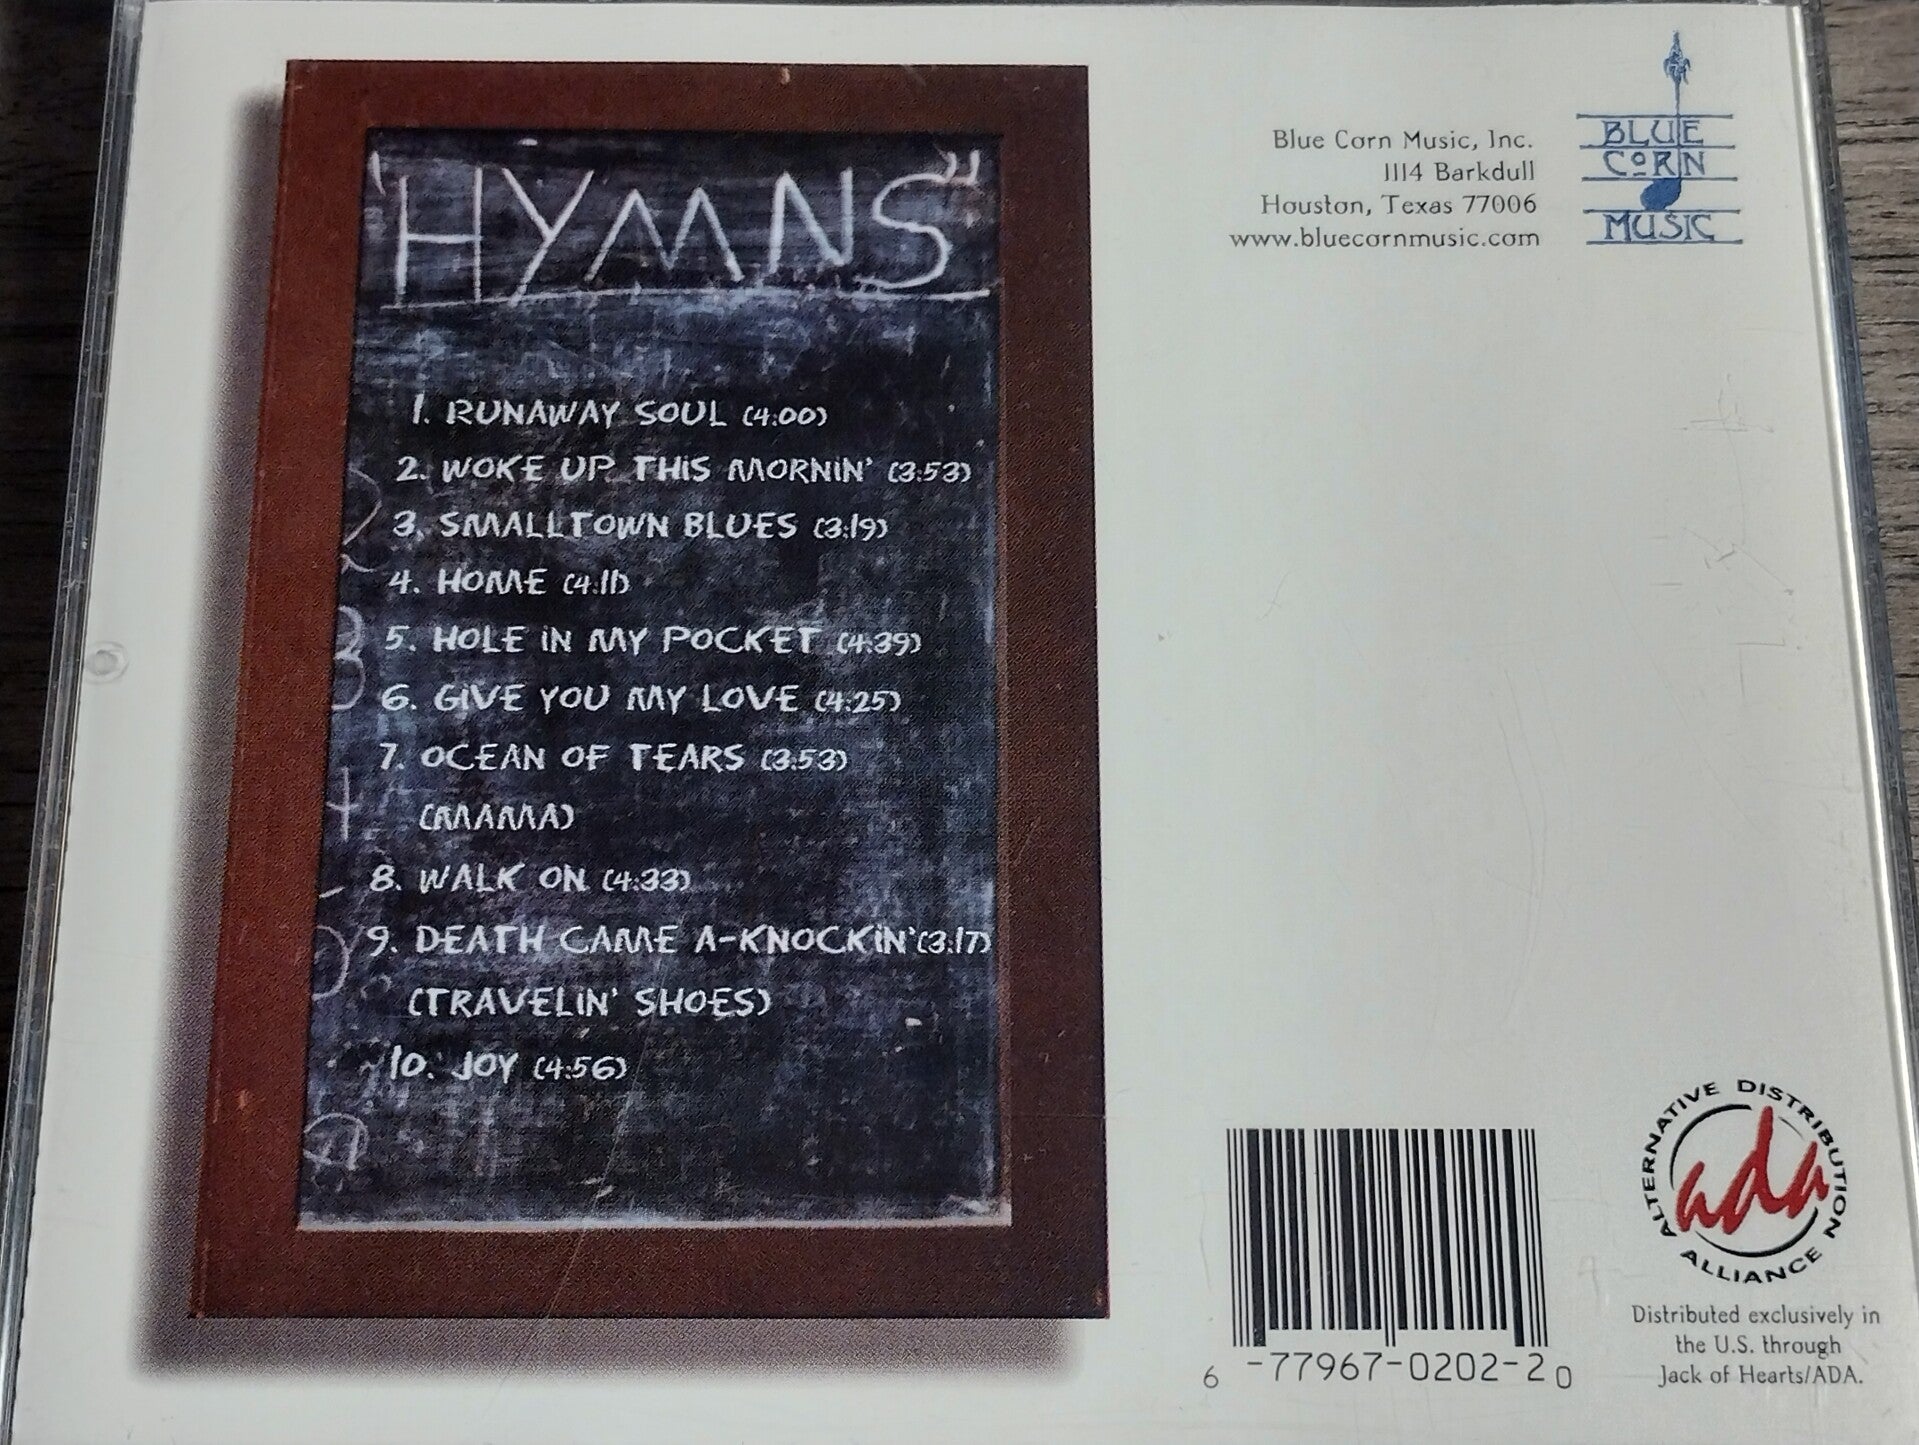 "HYMNS"
1. RUNAWAY SOUL (4:00)
2. WOKE UP THIS MORNIN' (3:53)
3. SMALLTOWN BLUES (3:19)
4. HOME (4:11)
5. HOLE IN MY POCKET (4:39)
6. GIVE YOU MY LOVE (4:25)
7. OCEAN OF TEARS (3:53)
(MAMA)
8. WALK ON (4:33)
9. DEATH CAME A-KNOCKIN' (3:17)
(TRAVELIN' SHOES)
10. JOY (4:56)
Blue Corn Music, Inc.
1114 Barkdull
Houston, Texas 77006
www.bluecornmusic.com
BLUE
CORN
MUSIC
6 -77967-0202-2 0
ALTERNATIVE DISTRIBUTION ALLIANCE
ada
Distributed exclusively in
the U.S. through
Jack of Hearts/ADA.